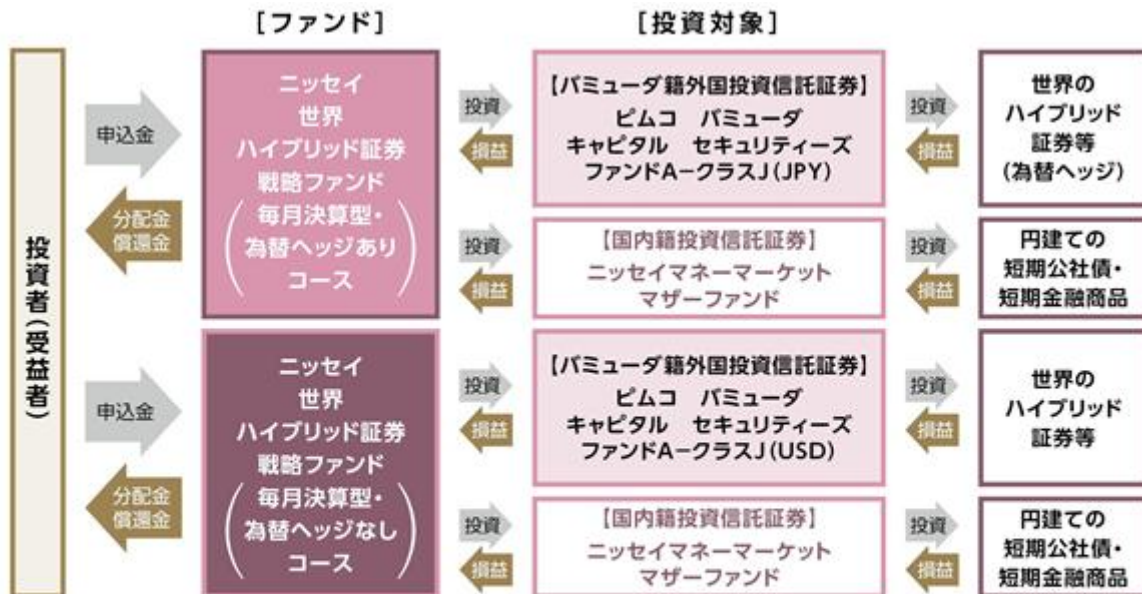 [ファンド]
[投資対象]
投資者(受益者)
申込金
分配金
償還金
ニッセイ
世界
ハイブリッド証券
戦略ファンド
(毎月決算型・
為替ヘッジあり
コース)
投資
損益
【バミューダ籍外国投資信託証券】
ピムコ バミューダ
キャピタル セキュリティーズ
ファンドA-クラスJ(JPY)
投資
損益
世界の
ハイブリッド
証券等
(為替ヘッジ)
投資
損益
【国内籍投資信託証券】
ニッセイマネーマーケット
マザーファンド
投資
損益
円建ての
短期公社債・
短期金融商品
申込金
分配金
償還金
ニッセイ
世界
ハイブリッド証券
戦略ファンド
(毎月決算型・
為替ヘッジなし
コース)
投資
損益
【バミューダ籍外国投資信託証券】
ピムコ バミューダ
キャピタル セキュリティーズ
ファンドA-クラスJ(USD)
投資
損益
世界の
ハイブリッド
証券等
投資
損益
【国内籍投資信託証券】
ニッセイマネーマーケット
マザーファンド
投資
損益
円建ての
短期公社債・
短期金融商品